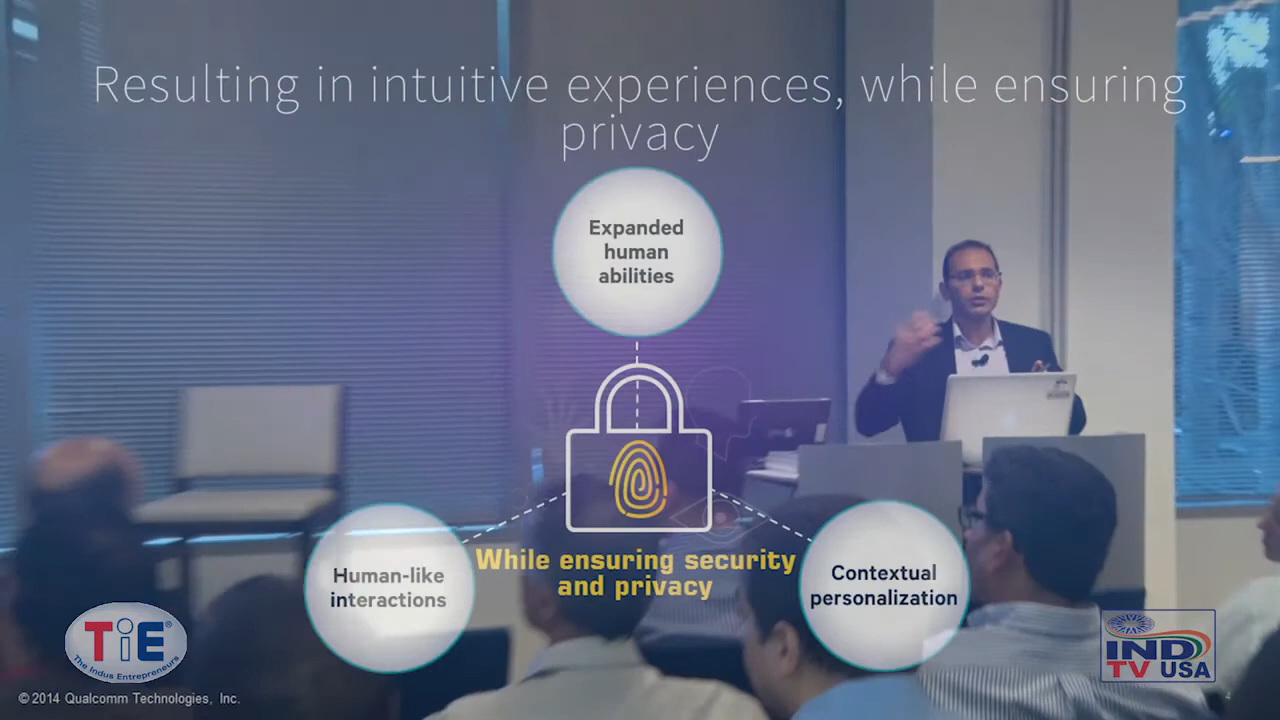 Resulting in intuitive experiences, while ensuring
privacy
Expanded
human
abilities
While ensuring security
and privacy
Human-like
interactions
Contextual
personalization
TiE®
The Indus Entrepreneurs
IND
TV USA
© 2014 Qualcomm Technologies, Inc.
4